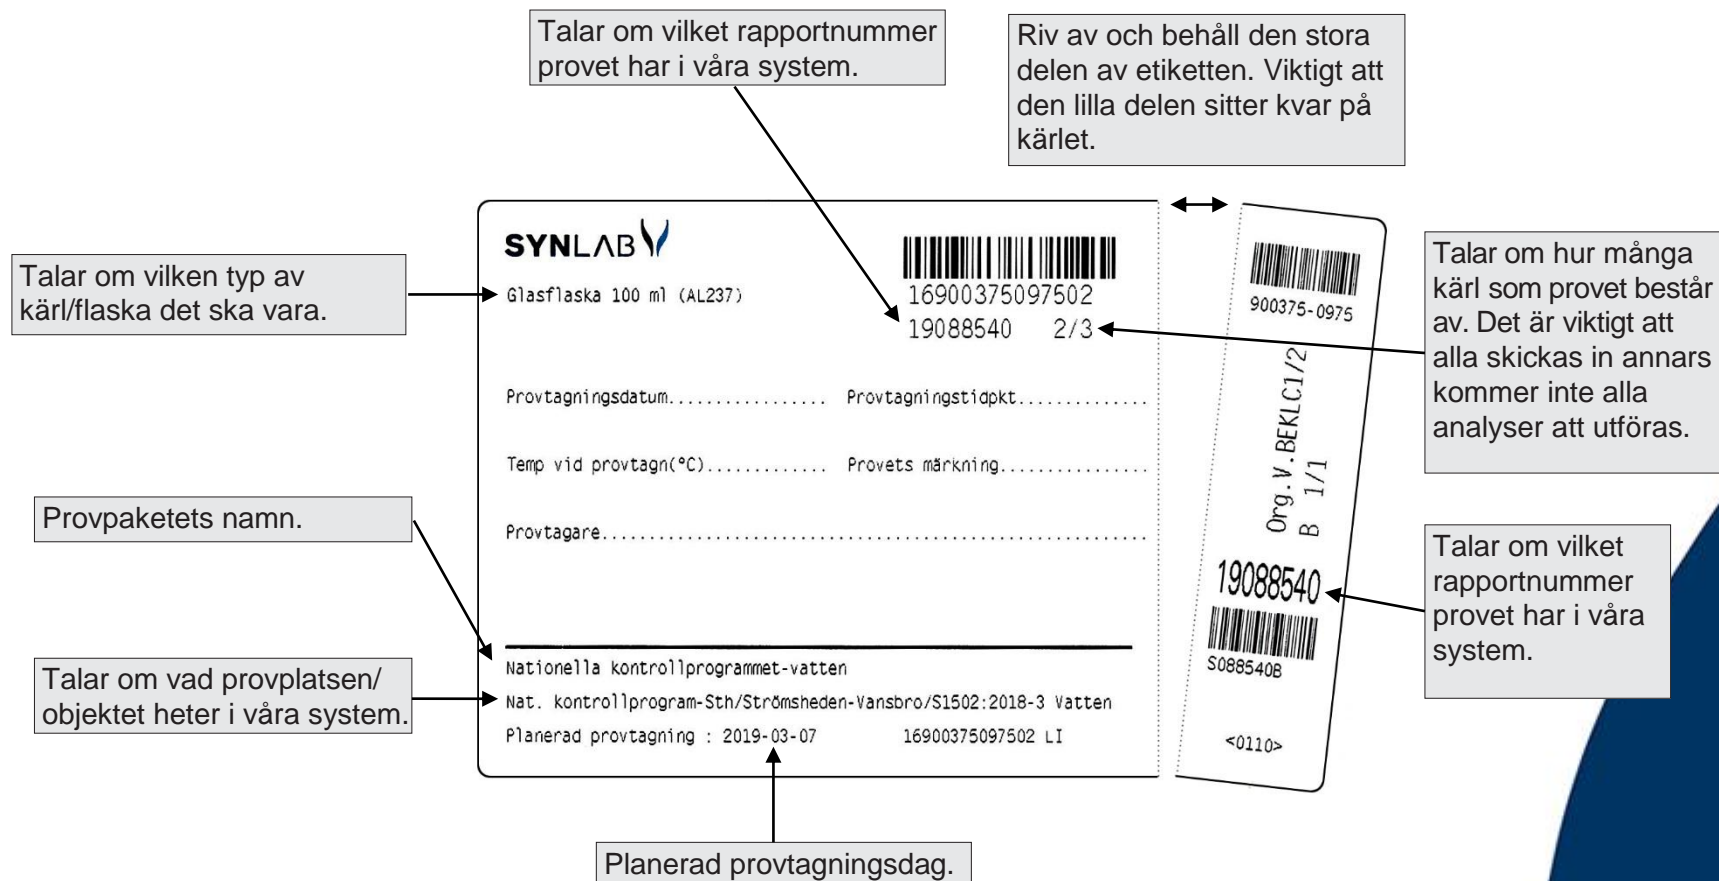 Talar om vilket rapportnummer
provet har i våra system.
Riv av och behåll den stora
delen av etiketten. Viktigt att
den lilla delen sitter kvar på
kärlet.
Talar om vilken typ av
kärl/flaska det ska vara.
SYNLAB
Glasflaska 100 ml (AL237)
16900375097502
19088540 2/3
900375-0975
Talar om hur många
kärl som provet består
av. Det är viktigt att
alla skickas in annars
kommer inte alla
analyser att utföras.
Provtagningsdatum................. Provtagningstidpkt..............
Temp vid provtagn(°C)............. Provets märkning................
Provtagare..........................................................
Org.V.BEKLC1/2
B 1/1
19088540
S088540B
<0110>
Provpaketets namn.
Talar om vilket
rapportnummer
provet har i våra
system.
Nationella kontrollprogrammet-vatten
Talar om vad provplatsen/
objektet heter i våra system.
Nat. kontrollprogram-Sth/Strömsheden-Vansbro/S1502:2018-3 Vatten
Planerad provtagning : 2019-03-07 16900375097502 LI
Planerad provtagningsdag.